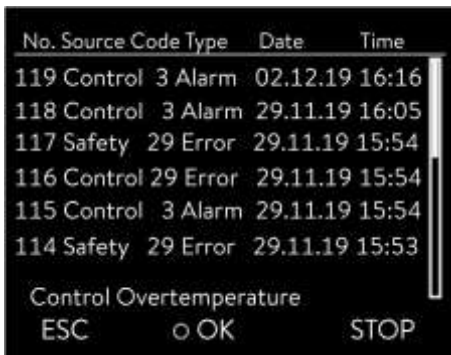 No. Source Code Type Date Time
119 Control 3 Alarm 02.12.19 16:16
118 Control 3 Alarm 29.11.19 16:05
117 Safety 29 Error 29.11.19 15:54
116 Control 29 Error 29.11.19 15:54
115 Control 3 Alarm 29.11.19 15:54
114 Safety 29 Error 29.11.19 15:53
Control Overtemperature
ESC OK STOP